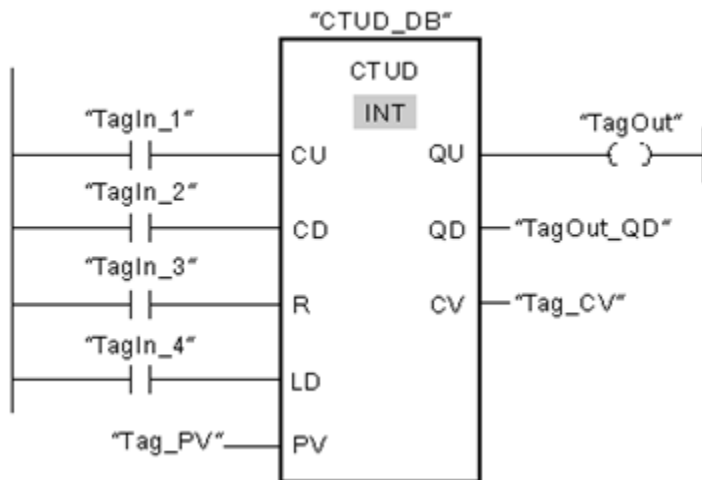 "CTUD_DB"
CTUD
INT
"TagIn_1"
CU QU "TagOut"
"TagIn_2"
CD QD "TagOut_QD"
"TagIn_3"
R CV "Tag_CV"
"TagIn_4"
LD
"Tag_PV" PV